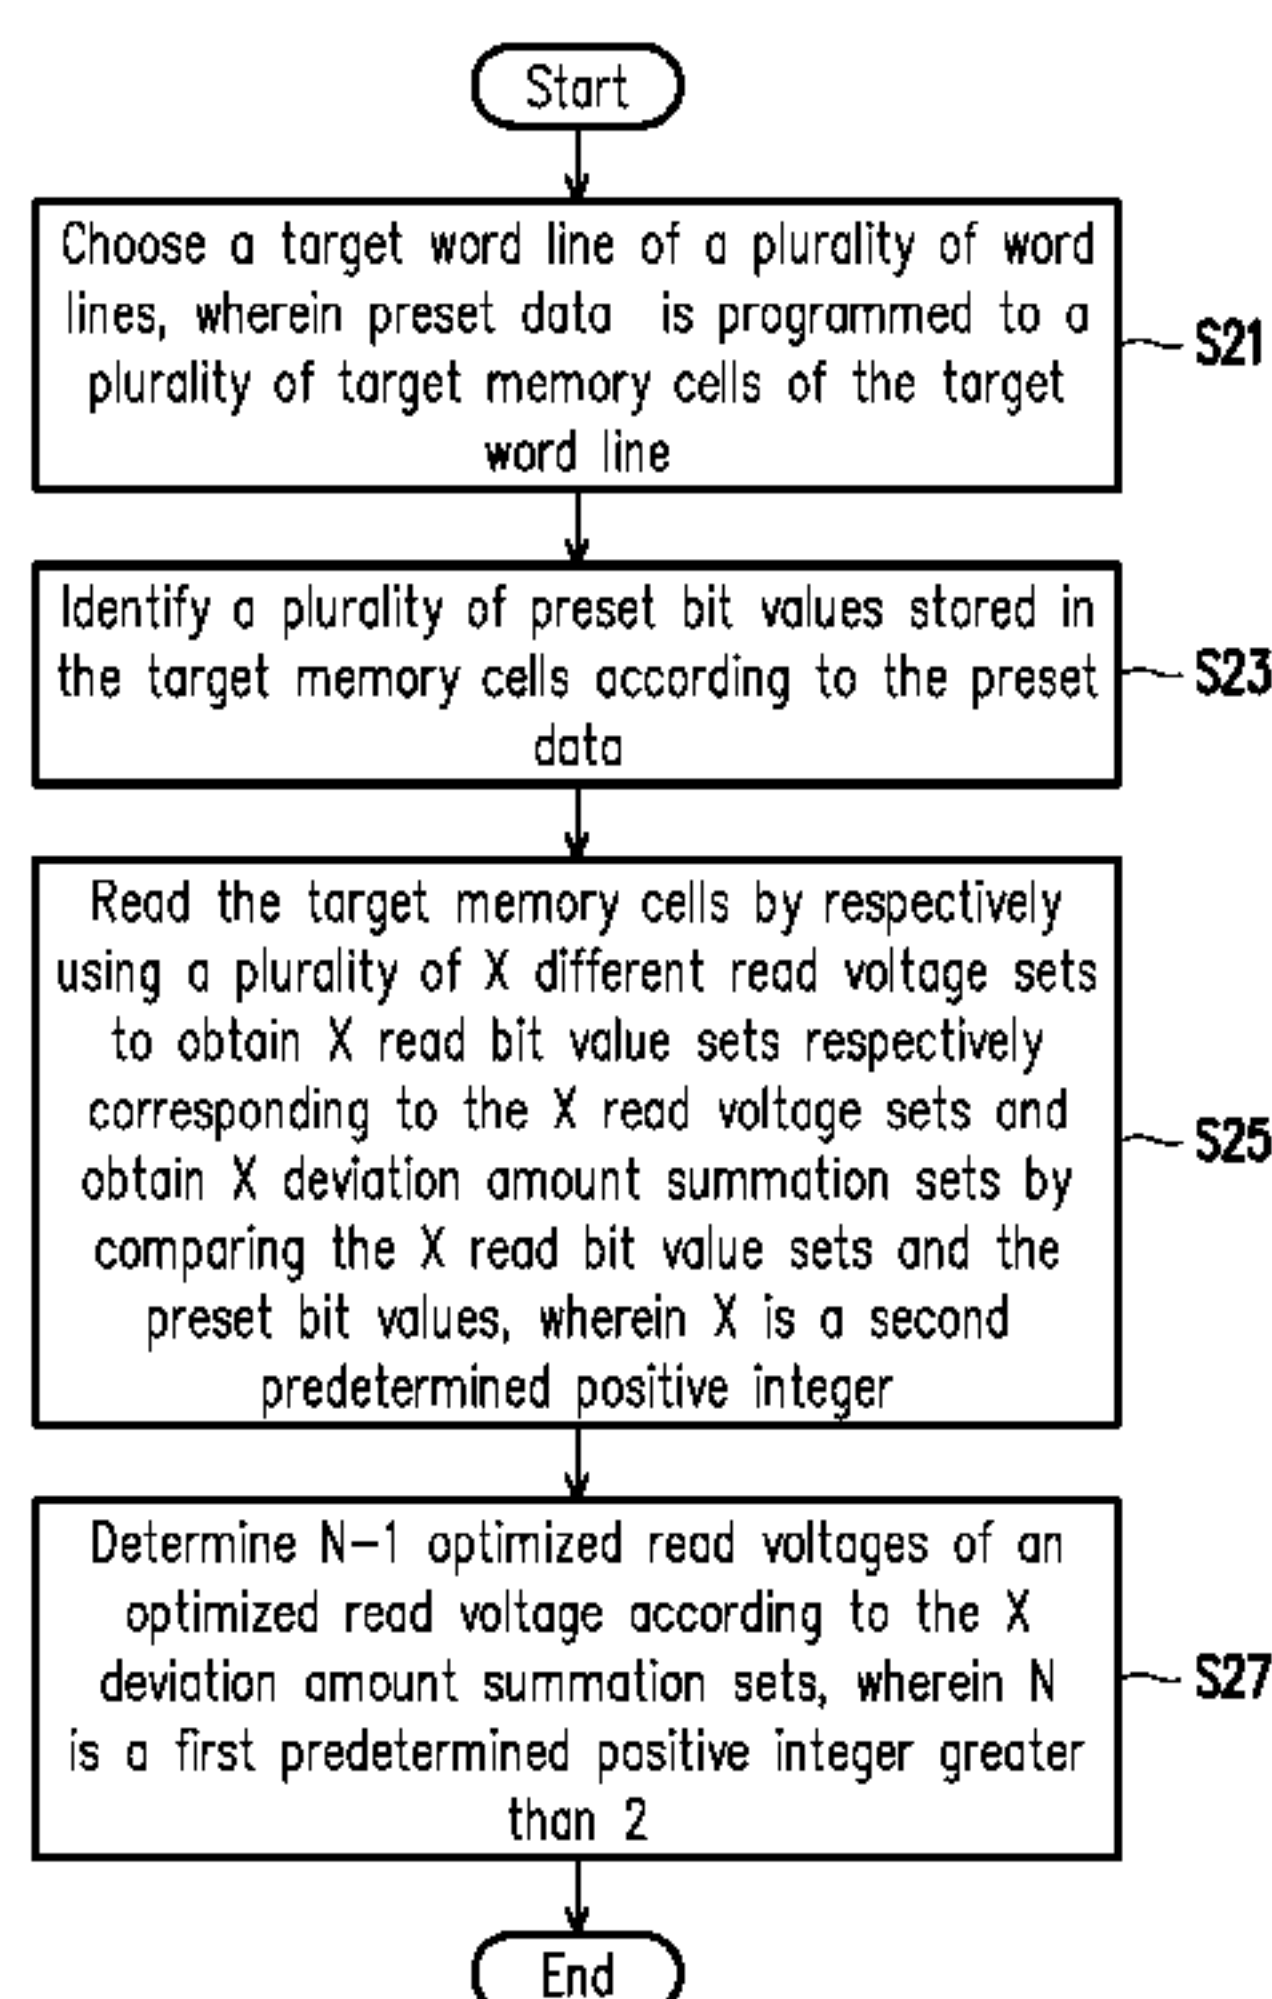 Start
Choose a target word line of a plurality of word
lines, wherein preset data is programmed to a
plurality of target memory cells of the target
word line
S21
Identify a plurality of preset bit values stored in
the target memory cells according to the preset
data
S23
Read the target memory cells by respectively
using a plurality of X different read voltage sets
to obtain X read bit value sets respectively
corresponding to the X read voltage sets and
obtain X deviation amount summation sets by
comparing the X read bit value sets and the
preset bit values, wherein X is a second
predetermined positive integer
S25
Determine N-1 optimized read voltages of an
optimized read voltage according to the X
deviation amount summation sets, wherein N
is a first predetermined positive integer greater
than 2
S27
End